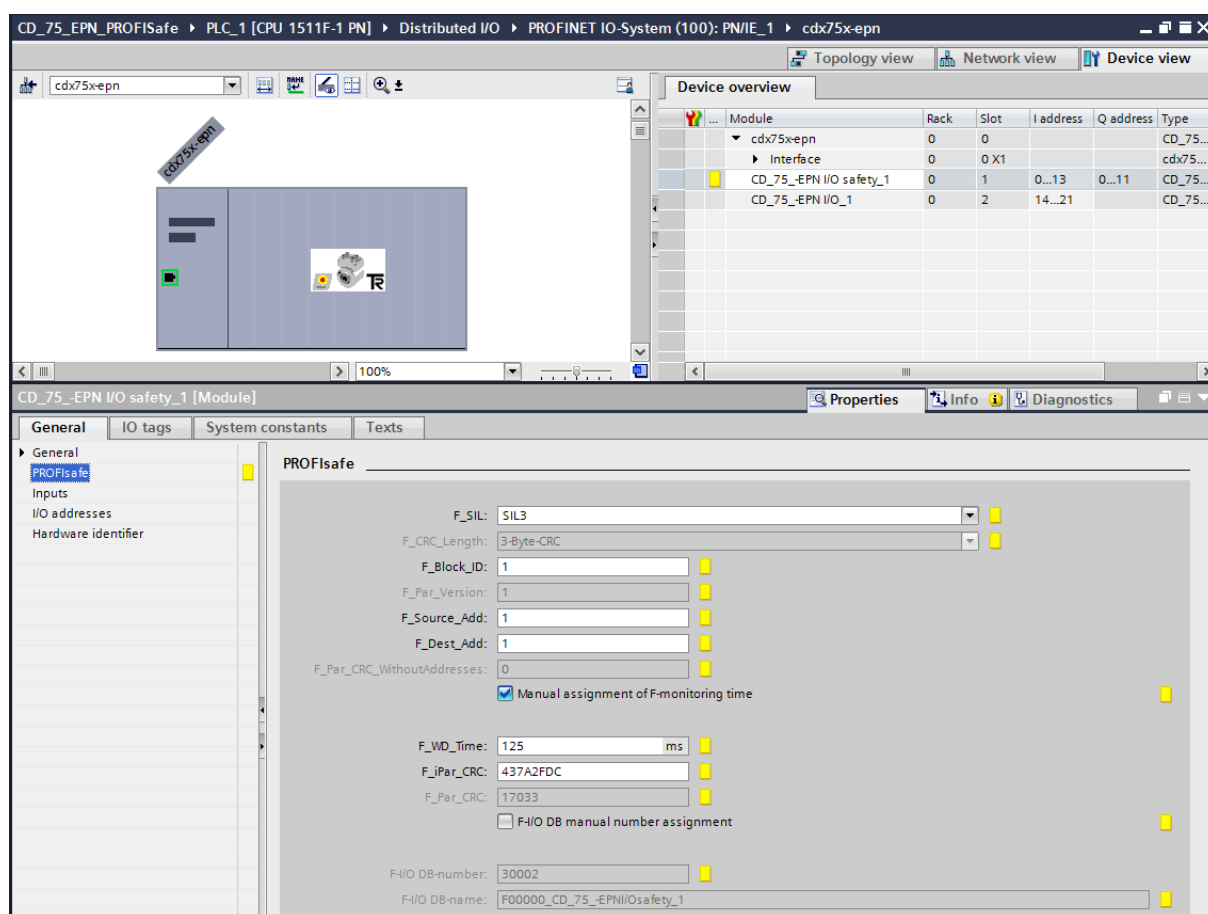 CD_75_EPN_PROFISafe ▸ PLC_1 [CPU 1511F-1 PN] ▸ Distributed I/O ▸ PROFINET IO-System (100): PN/IE_1 ▸ cdx75x-epn
Topology view Network view Device view
cdx75x-epn
Device overview
... Module Rack Slot I address Q address Type
cdx75x-epn 0 0 CD_75...
Interface 0 0 X1 cdx75...
CD_75_-EPN I/O safety_1 0 1 0...13 0...11 CD_75...
CD_75_-EPN I/O_1 0 2 14...21 CD_75...
cdx75x-epn
TR
100%
CD_75_-EPN I/O safety_1 [Module]
Properties Info Diagnostics
General IO tags System constants Texts
General
PROFIsafe
Inputs
I/O addresses
Hardware identifier
PROFIsafe
F_SIL: SIL3
F_CRC_Length: 3-Byte-CRC
F_Block_ID: 1
F_Par_Version: 1
F_Source_Add: 1
F_Dest_Add: 1
F_Par_CRC_WithoutAddresses: 0
Manual assignment of F-monitoring time
F_WD_Time: 125 ms
F_iPar_CRC: 437A2FDC
F_Par_CRC: 17033
F-I/O DB manual number assignment
F-I/O DB-number: 30002
F-I/O DB-name: F00000_CD_75_-EPNI/Osafety_1